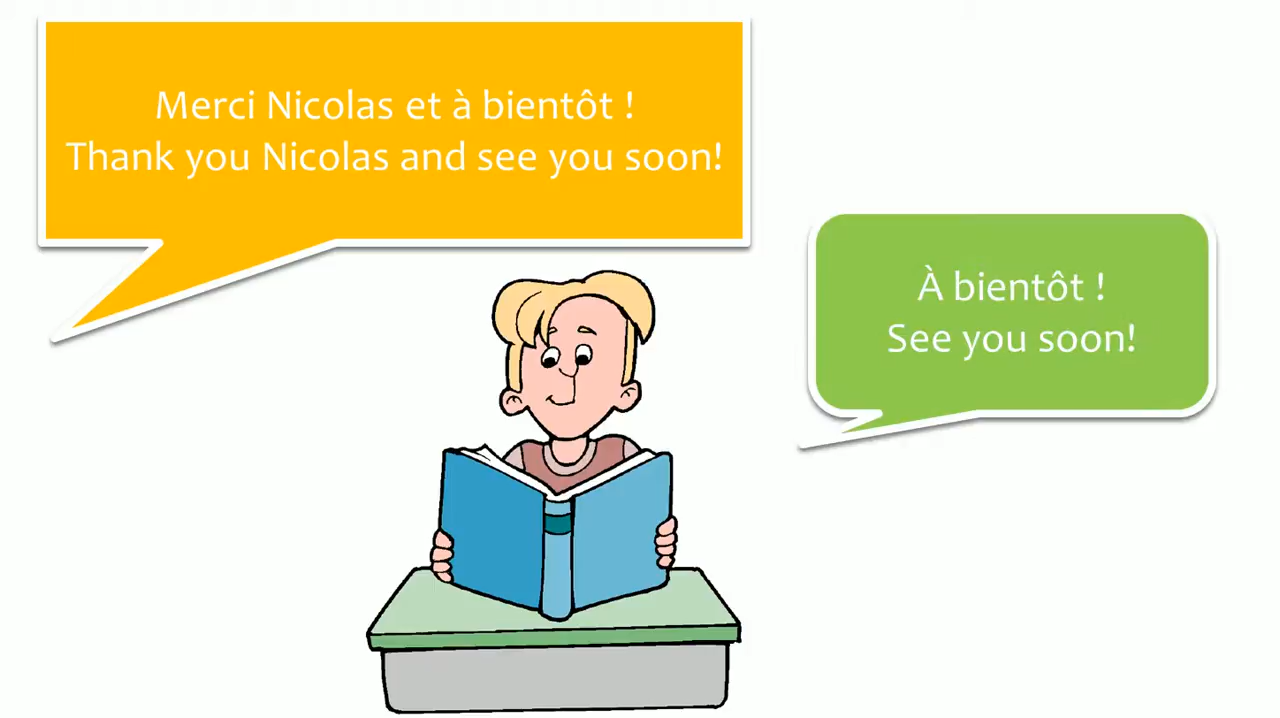 Merci Nicolas et à bientôt !
Thank you Nicolas and see you soon!
À bientôt !
See you soon!